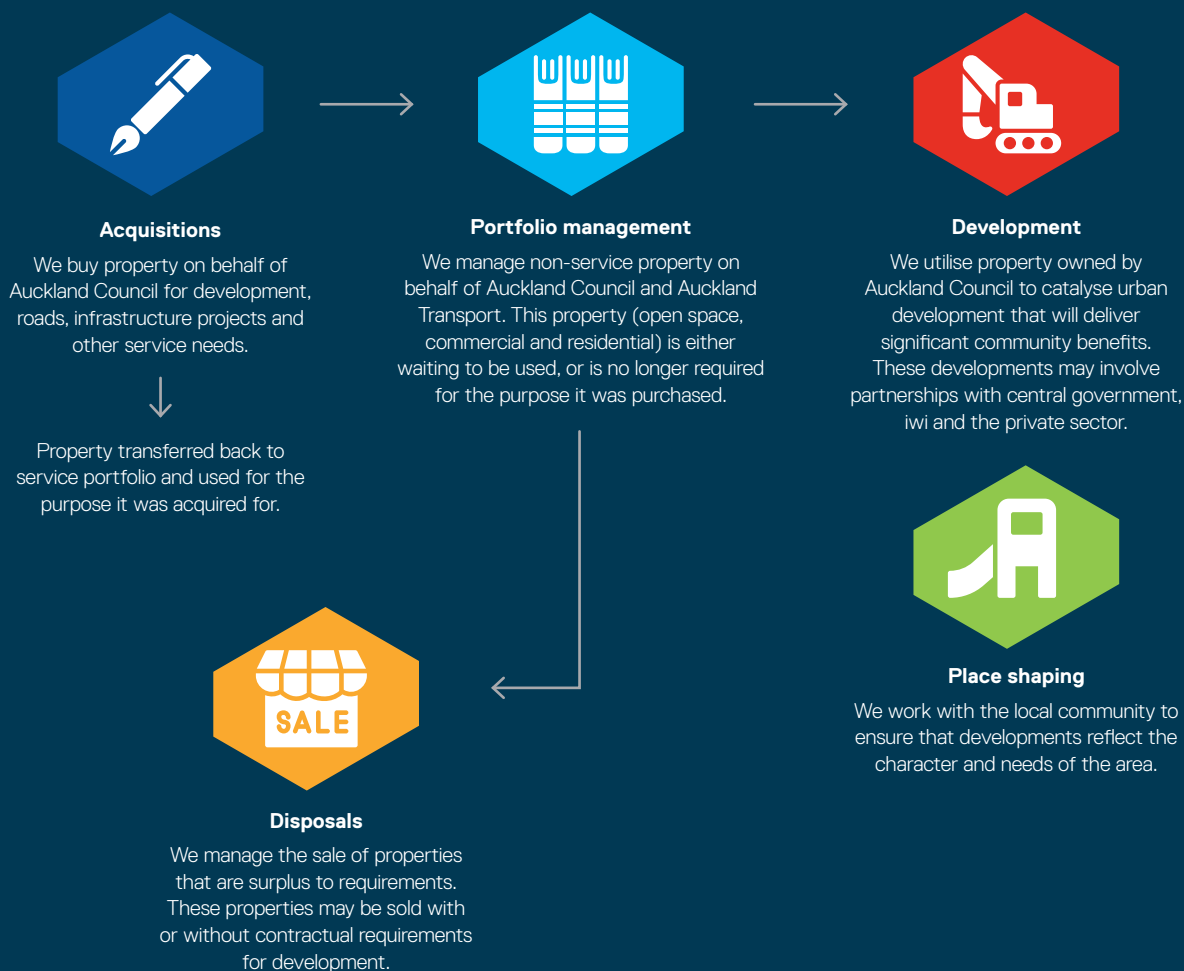 Acquisitions
We buy property on behalf of
Auckland Council for development,
roads, infrastructure projects and
other service needs.
Property transferred back to
service portfolio and used for the
purpose it was acquired for.
Portfolio management
We manage non-service property on
behalf of Auckland Council and Auckland
Transport. This property (open space,
commercial and residential) is either
waiting to be used, or is no longer required
for the purpose it was purchased.
Development
We utilise property owned by
Auckland Council to catalyse urban
development that will deliver
significant community benefits.
These developments may involve
partnerships with central government,
iwi and the private sector.
Place shaping
We work with the local community to
ensure that developments reflect the
character and needs of the area.
SALE
Disposals
We manage the sale of properties
that are surplus to requirements.
These properties may be sold with
or without contractual requirements
for development.